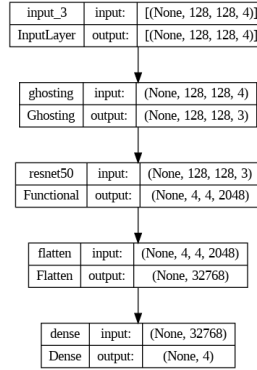 input_3 input: [(None, 128, 128, 4)]
InputLayer output: [(None, 128, 128, 4)]
ghosting input: (None, 128, 128, 4)
Ghosting output: (None, 128, 128, 3)
resnet50 input: (None, 128, 128, 3)
Functional output: (None, 4, 4, 2048)
flatten input: (None, 4, 4, 2048)
Flatten output: (None, 32768)
dense input: (None, 32768)
Dense output: (None, 4)